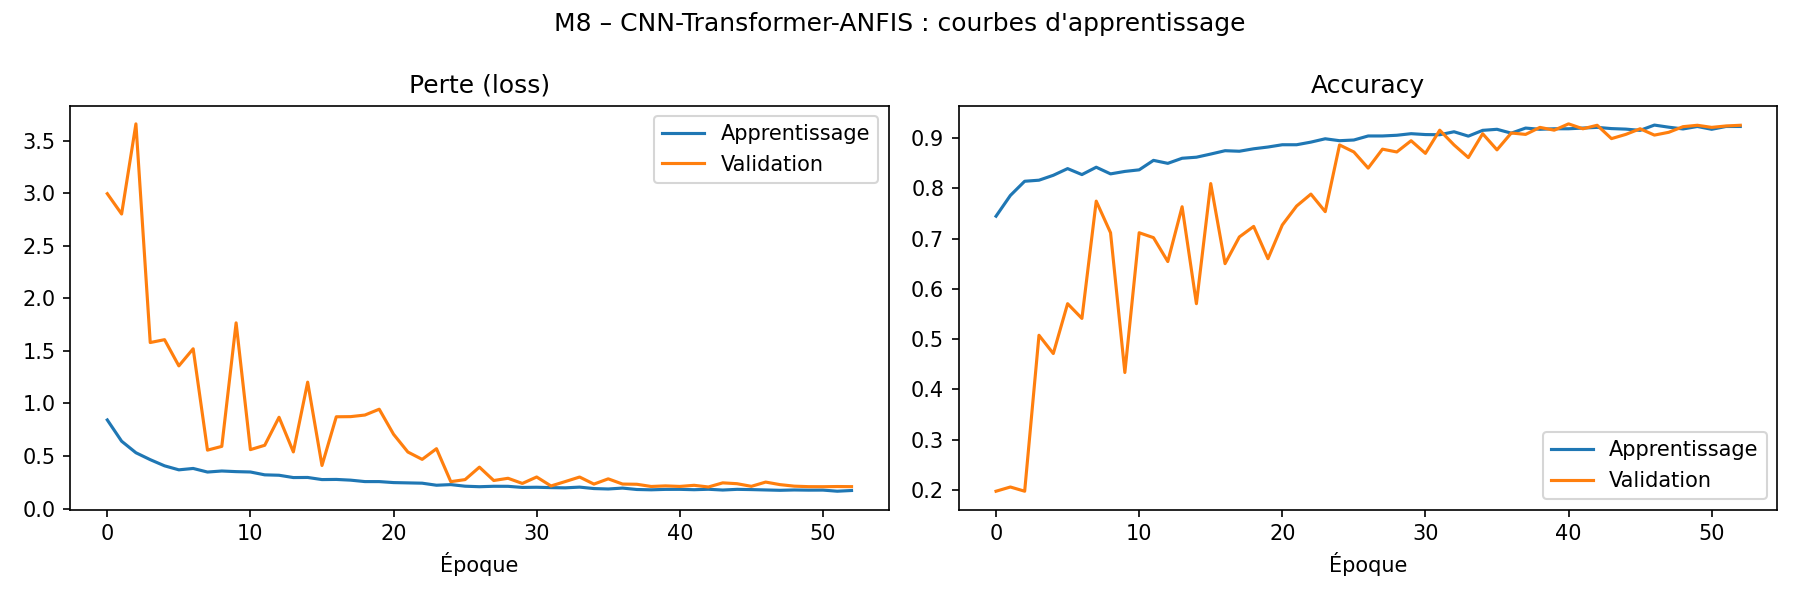 M8 – CNN-Transformer-ANFIS : courbes d'apprentissage
Perte (loss)
3.5
3.0
2.5
2.0
1.5
1.0
0.5
0.0
Apprentissage
Validation
0 10 20 30 40 50
Époque
Accuracy
0.9
0.8
0.7
0.6
0.5
0.4
0.3
0.2
Apprentissage
Validation
0 10 20 30 40 50
Époque